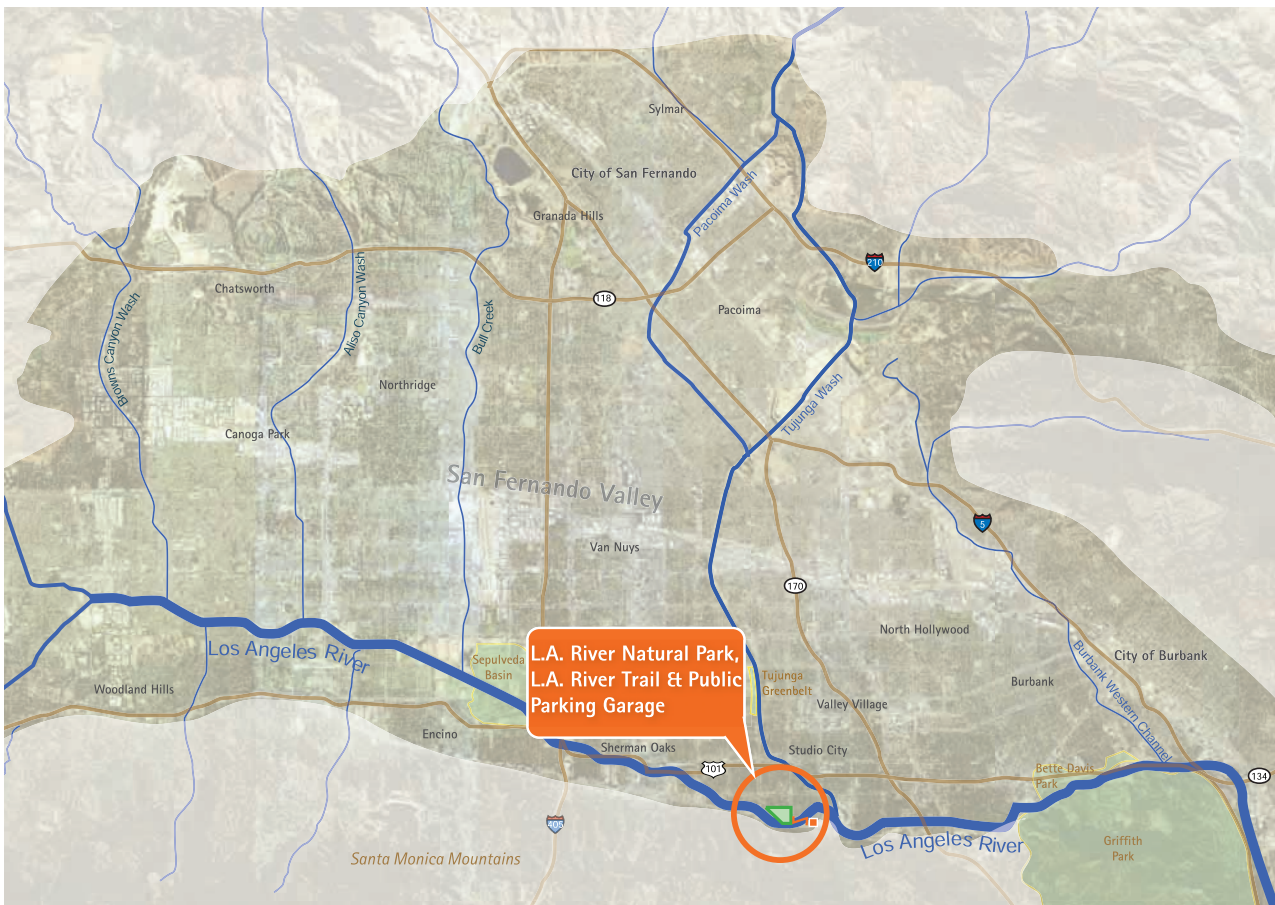 Sylmar
City of San Fernando
Pacoima Wash
Granada Hills
210
Chatsworth
Aliso Canyon Wash
118
Pacoima
Browns Canyon Wash
Bull Creek
Northridge
Tujunga Wash
Canoga Park
San Fernando Valley
5
Van Nuys
170
North Hollywood
Los Angeles River
L.A. River Natural Park,
L.A. River Trail & Public
Parking Garage
Sepulveda
Basin
Tujunga
Greenbelt
City of Burbank
Burbank
Burbank Western Channel
Woodland Hills
Valley Village
Encino
Sherman Oaks
Studio City
101
Bette Davis
Park
134
405
Los Angeles River
Griffith
Park
Santa Monica Mountains